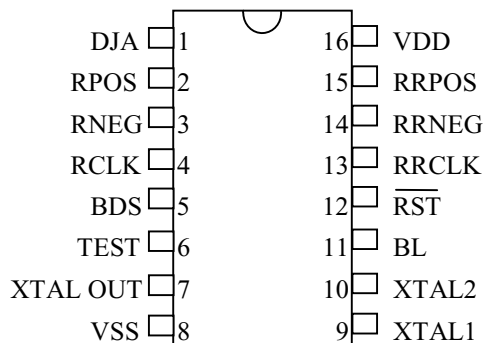 DJA 1 16 VDD
RPOS 2 15 RRPOS
RNEG 3 14 RRNEG
RCLK 4 13 RRCLK
BDS 5 12 RST
TEST 6 11 BL
XTAL OUT 7 10 XTAL2
VSS 8 9 XTAL1